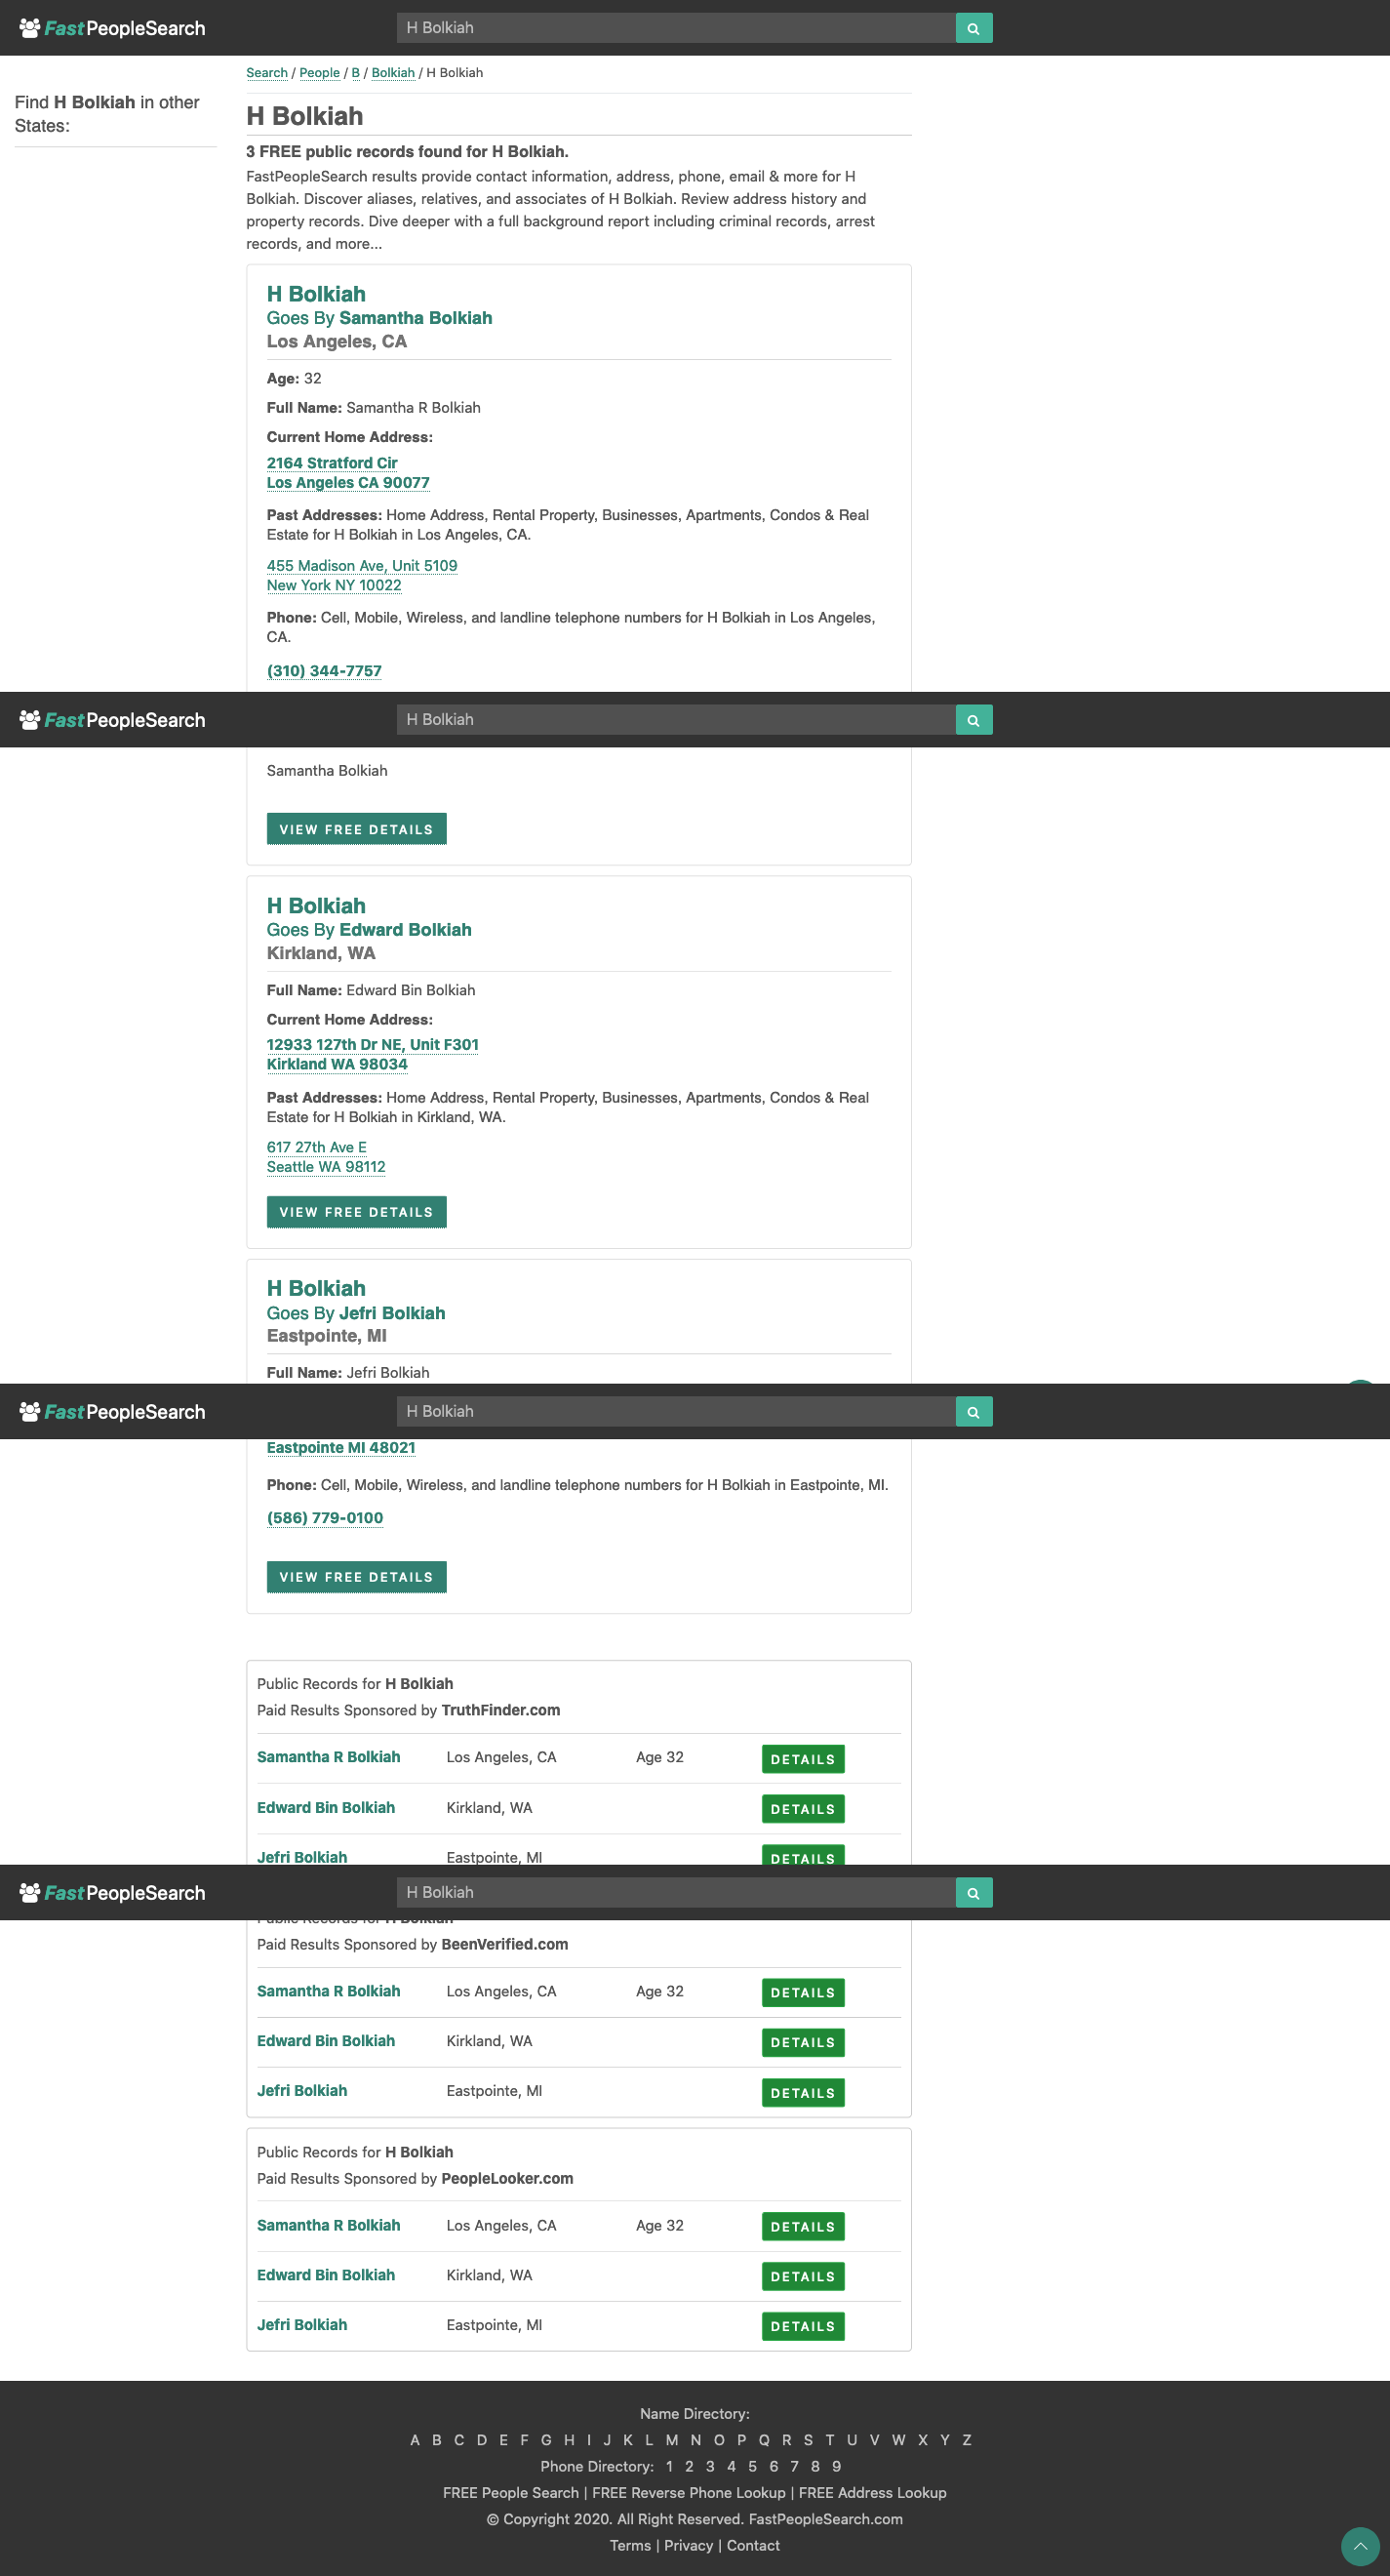 FastPeopleSearch
H Bolkiah
Search / People / B / Bolkiah / H Bolkiah
Find H Bolkiah in other
States:
H Bolkiah
3 FREE public records found for H Bolkiah.
FastPeopleSearch results provide contact information, address, phone, email & more for H
Bolkiah. Discover aliases, relatives, and associates of H Bolkiah. Review address history and
property records. Dive deeper with a full background report including criminal records, arrest
records, and more...
H Bolkiah
Goes By Samantha Bolkiah
Los Angeles, CA
Age: 32
Full Name: Samantha R Bolkiah
Current Home Address:
2164 Stratford Cir
Los Angeles CA 90077
Past Addresses: Home Address, Rental Property, Businesses, Apartments, Condos & Real
Estate for H Bolkiah in Los Angeles, CA.
455 Madison Ave, Unit 5109
New York NY 10022
Phone: Cell, Mobile, Wireless, and landline telephone numbers for H Bolkiah in Los Angeles,
CA.
(310) 344-7757
FastPeopleSearch
H Bolkiah
Samantha Bolkiah
VIEW FREE DETAILS
H Bolkiah
Goes By Edward Bolkiah
Kirkland, WA
Full Name: Edward Bin Bolkiah
Current Home Address:
12933 127th Dr NE, Unit F301
Kirkland WA 98034
Past Addresses: Home Address, Rental Property, Businesses, Apartments, Condos & Real
Estate for H Bolkiah in Kirkland, WA.
617 27th Ave E
Seattle WA 98112
VIEW FREE DETAILS
H Bolkiah
Goes By Jefri Bolkiah
Eastpointe, MI
Full Name: Jefri Bolkiah
FastPeopleSearch
H Bolkiah
Eastpointe MI 48021
Phone: Cell, Mobile, Wireless, and landline telephone numbers for H Bolkiah in Eastpointe, MI.
(586) 779-0100
VIEW FREE DETAILS
Public Records for H Bolkiah
Paid Results Sponsored by TruthFinder.com
Samantha R Bolkiah Los Angeles, CA Age 32 DETAILS
Edward Bin Bolkiah Kirkland, WA DETAILS
Jefri Bolkiah Eastpointe, MI DETAILS
FastPeopleSearch
H Bolkiah
Public Records for H Bolkiah
Paid Results Sponsored by BeenVerified.com
Samantha R Bolkiah Los Angeles, CA Age 32 DETAILS
Edward Bin Bolkiah Kirkland, WA DETAILS
Jefri Bolkiah Eastpointe, MI DETAILS
Public Records for H Bolkiah
Paid Results Sponsored by PeopleLooker.com
Samantha R Bolkiah Los Angeles, CA Age 32 DETAILS
Edward Bin Bolkiah Kirkland, WA DETAILS
Jefri Bolkiah Eastpointe, MI DETAILS
Name Directory:
A B C D E F G H I J K L M N O P Q R S T U V W X Y Z
Phone Directory: 1 2 3 4 5 6 7 8 9
FREE People Search | FREE Reverse Phone Lookup | FREE Address Lookup
© Copyright 2020. All Right Reserved. FastPeopleSearch.com
Terms | Privacy | Contact